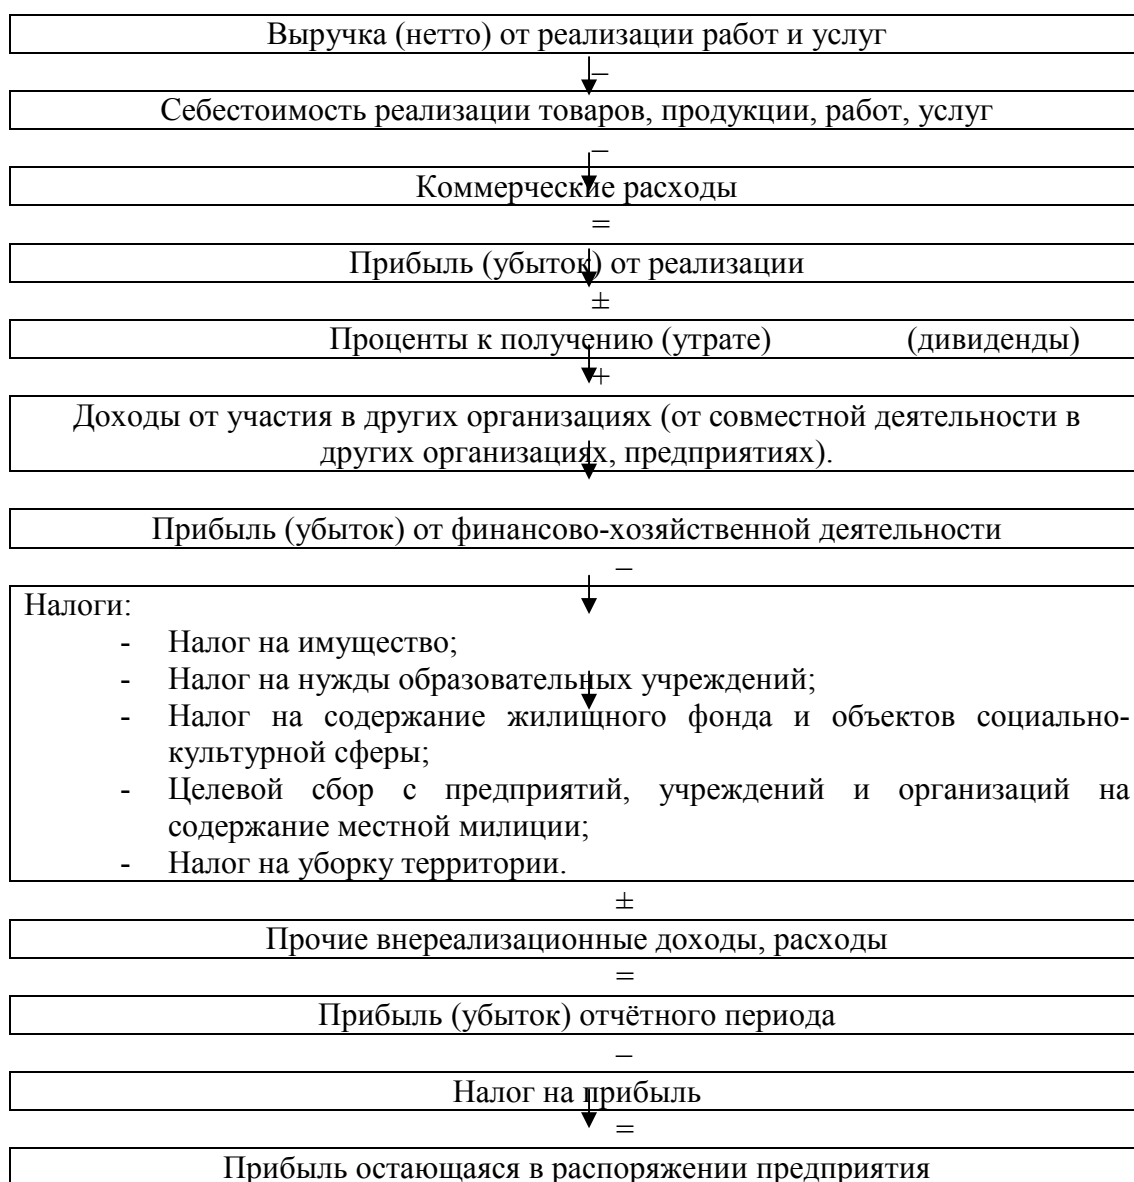 Выручка (нетто) от реализации работ и услуг
–
Себестоимость реализации товаров, продукции, работ, услуг
–
Коммерческие расходы
=
Прибыль (убыток) от реализации
±
Проценты к получению (утрате) (дивиденды)
+
Доходы от участия в других организациях (от совместной деятельности в
других организациях, предприятиях).
Прибыль (убыток) от финансово-хозяйственной деятельности
–
Налоги:
- Налог на имущество;
- Налог на нужды образовательных учреждений;
- Налог на содержание жилищного фонда и объектов социально-
культурной сферы;
- Целевой сбор с предприятий, учреждений и организаций на
содержание местной милиции;
- Налог на уборку территории.
±
Прочие внереализационные доходы, расходы
=
Прибыль (убыток) отчётного периода
–
Налог на прибыль
=
Прибыль остающаяся в распоряжении предприятия